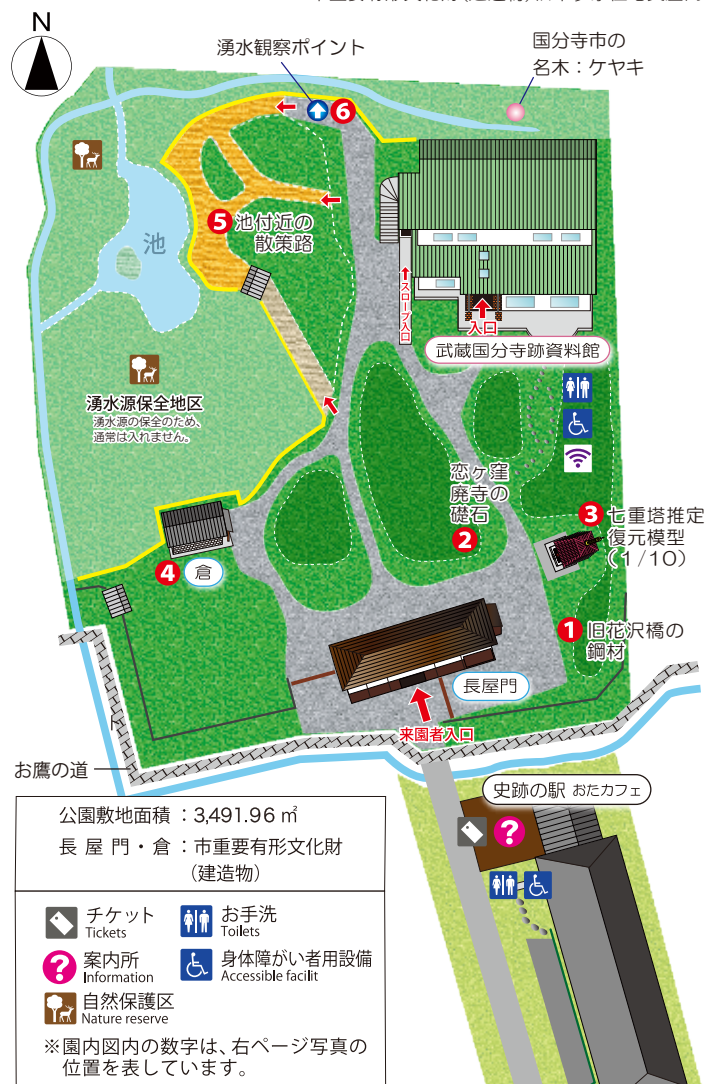 N
湧水観察ポイント
国分寺市の
名木：ケヤキ
6
5 池付近の
散策路
池
スロープ入口
入口
武蔵国分寺跡資料館
湧水源保全地区
湧水源の保全のため、
通常は入れません。
恋ヶ窪
廃寺の
礎石
2
3 七重塔推定
復元模型
（1/10）
4 倉
1 旧花沢橋の
鋼材
長屋門
来園者入口
お鷹の道
史跡の駅 おたカフェ
?
公園敷地面積 ：3,491.96 ㎡
長 屋 門 ・ 倉 ：市重要有形文化財
(建造物)
チケット
Tickets
お手洗
Toilets
? 案内所
Information
身体障がい者用設備
Accessible facilit
自然保護区
Nature reserve
※園内図内の数字は、右ページ写真の
位置を表しています。